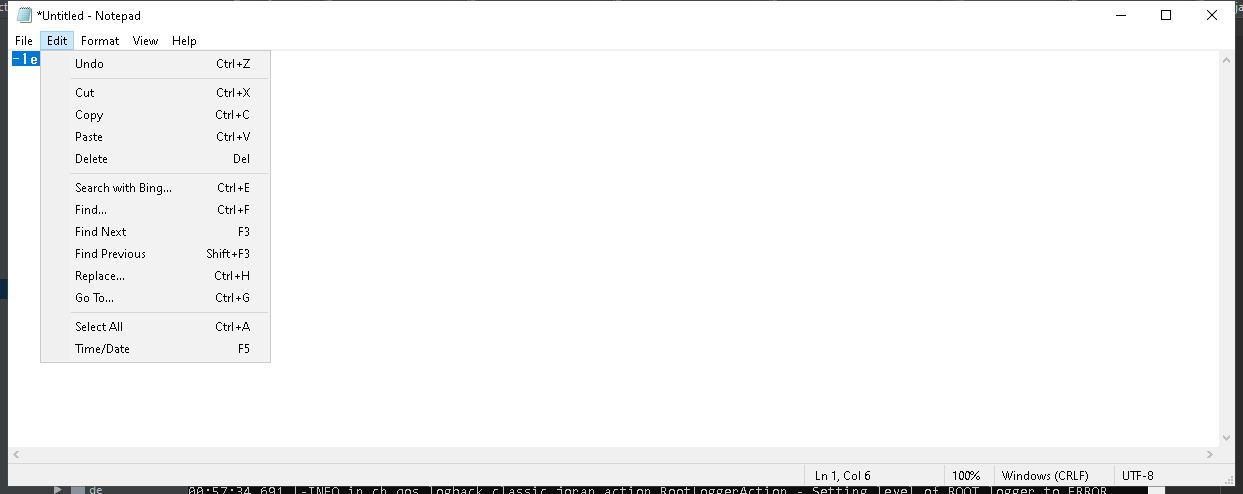 *Untitled - Notepad
File Edit Format View Help
-1e
Undo Ctrl+Z
Cut Ctrl+X
Copy Ctrl+C
Paste Ctrl+V
Delete Del
Search with Bing... Ctrl+E
Find... Ctrl+F
Find Next F3
Find Previous Shift+F3
Replace... Ctrl+H
Go To... Ctrl+G
Select All Ctrl+A
Time/Date F5
Ln 1, Col 6 100% Windows (CRLF) UTF-8
de 00:57:34,691 |-INFO in ch.qos.logback.classic.joran.action.RootLoggerAction - Setting level of ROOT logger to ERROR